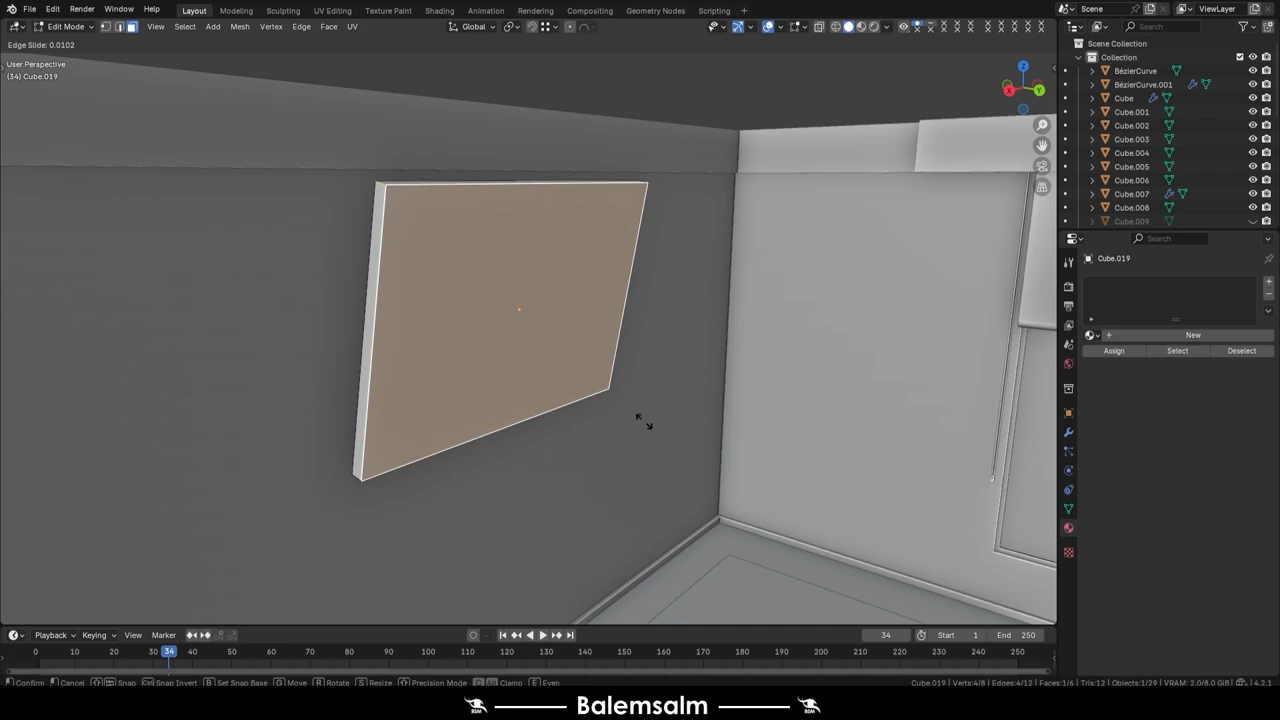 File Edit Render Window Help Layout Modeling Sculpting UV Editing Texture Paint Shading Animation Rendering Compositing Geometry Nodes Scripting + Scene ViewLayer
Edit Mode View Select Add Mesh Vertex Edge Face UV Global Search
Edge Slide: 0.0102
Scene Collection
User Perspective
Collection
(34) Cube.019
BézierCurve
BézierCurve.001
Cube
Cube.001
Cube.002
Cube.003
Cube.004
Cube.005
Cube.006
Cube.007
Cube.008
Cube.009
Search
Cube.019
+ New
Assign Select Deselect
Playback Keying View Marker 34 Start 1 End 250
0 10 20 30 34 40 50 60 70 80 90 100 110 120 130 140 150 160 170 180 190 200 210 220 230 240 250
Confirm Cancel Snap Snap Invert B Set Snap Base G Move R Rotate S Resize Precision Mode Clamp E Even Cube.019 | Verts:4/8 | Edges:4/12 | Faces:1/6 | Tris:12 | Objects:1/29 | VRAM: 2.0/8.0 GiB | 4.2.1
BSM Balemsalm BSM